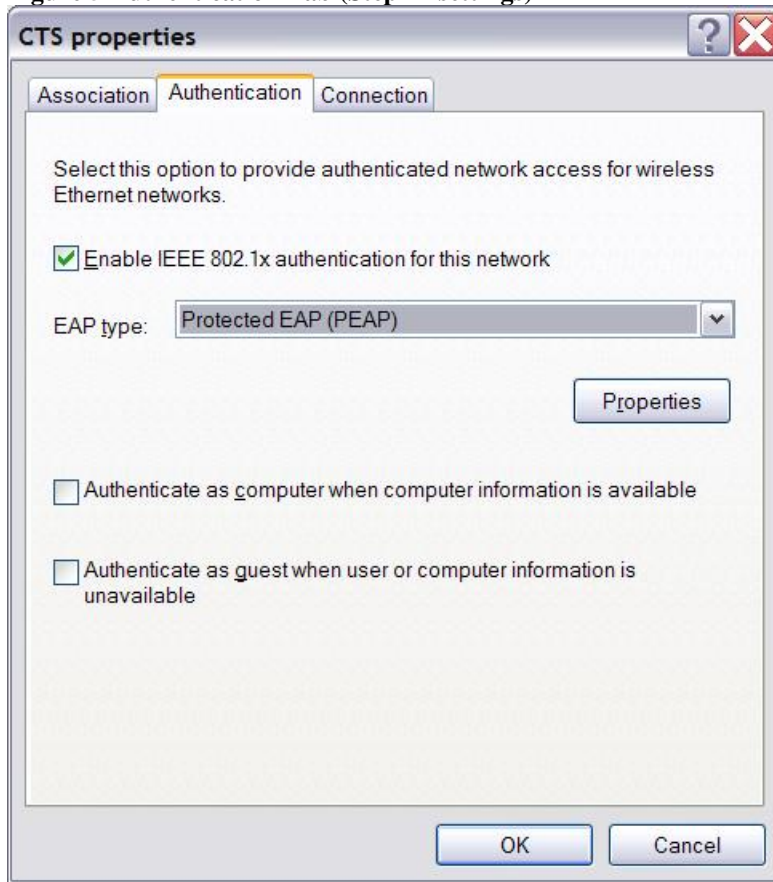 CTS properties
Association Authentication Connection
Select this option to provide authenticated network access for wireless
Ethernet networks.
Enable IEEE 802.1x authentication for this network
EAP type: Protected EAP (PEAP)
Properties
Authenticate as computer when computer information is available
Authenticate as guest when user or computer information is
unavailable
OK Cancel